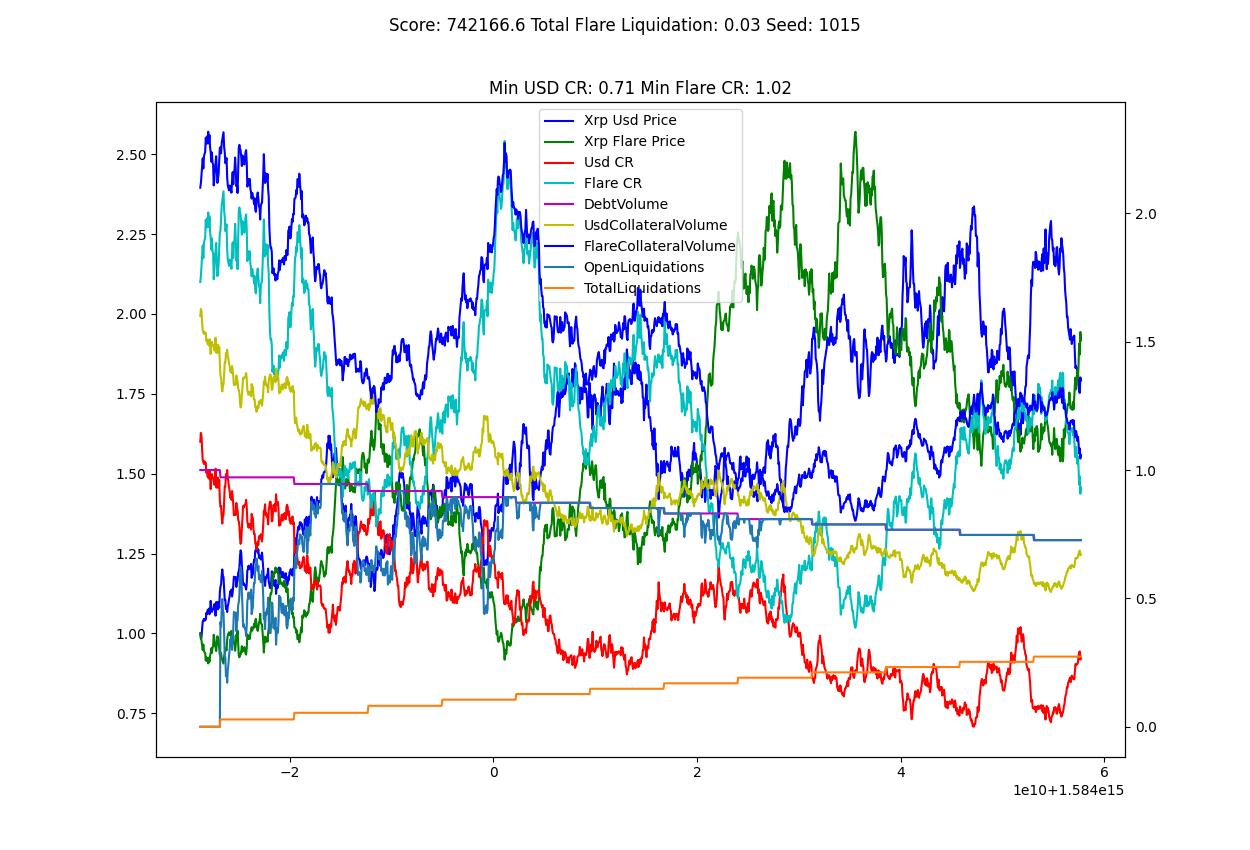 Score: 742166.6 Total Flare Liquidation: 0.03 Seed: 1015
Min USD CR: 0.71 Min Flare CR: 1.02
Xrp Usd Price
Xrp Flare Price
Usd CR
Flare CR
DebtVolume
UsdCollateralVolume
FlareCollateralVolume
OpenLiquidations
TotalLiquidations
2.50
2.25
2.00
1.75
1.50
1.25
1.00
0.75
2.0
1.5
1.0
0.5
0.0
−2 0 2 4 6
1e10+1.584e15